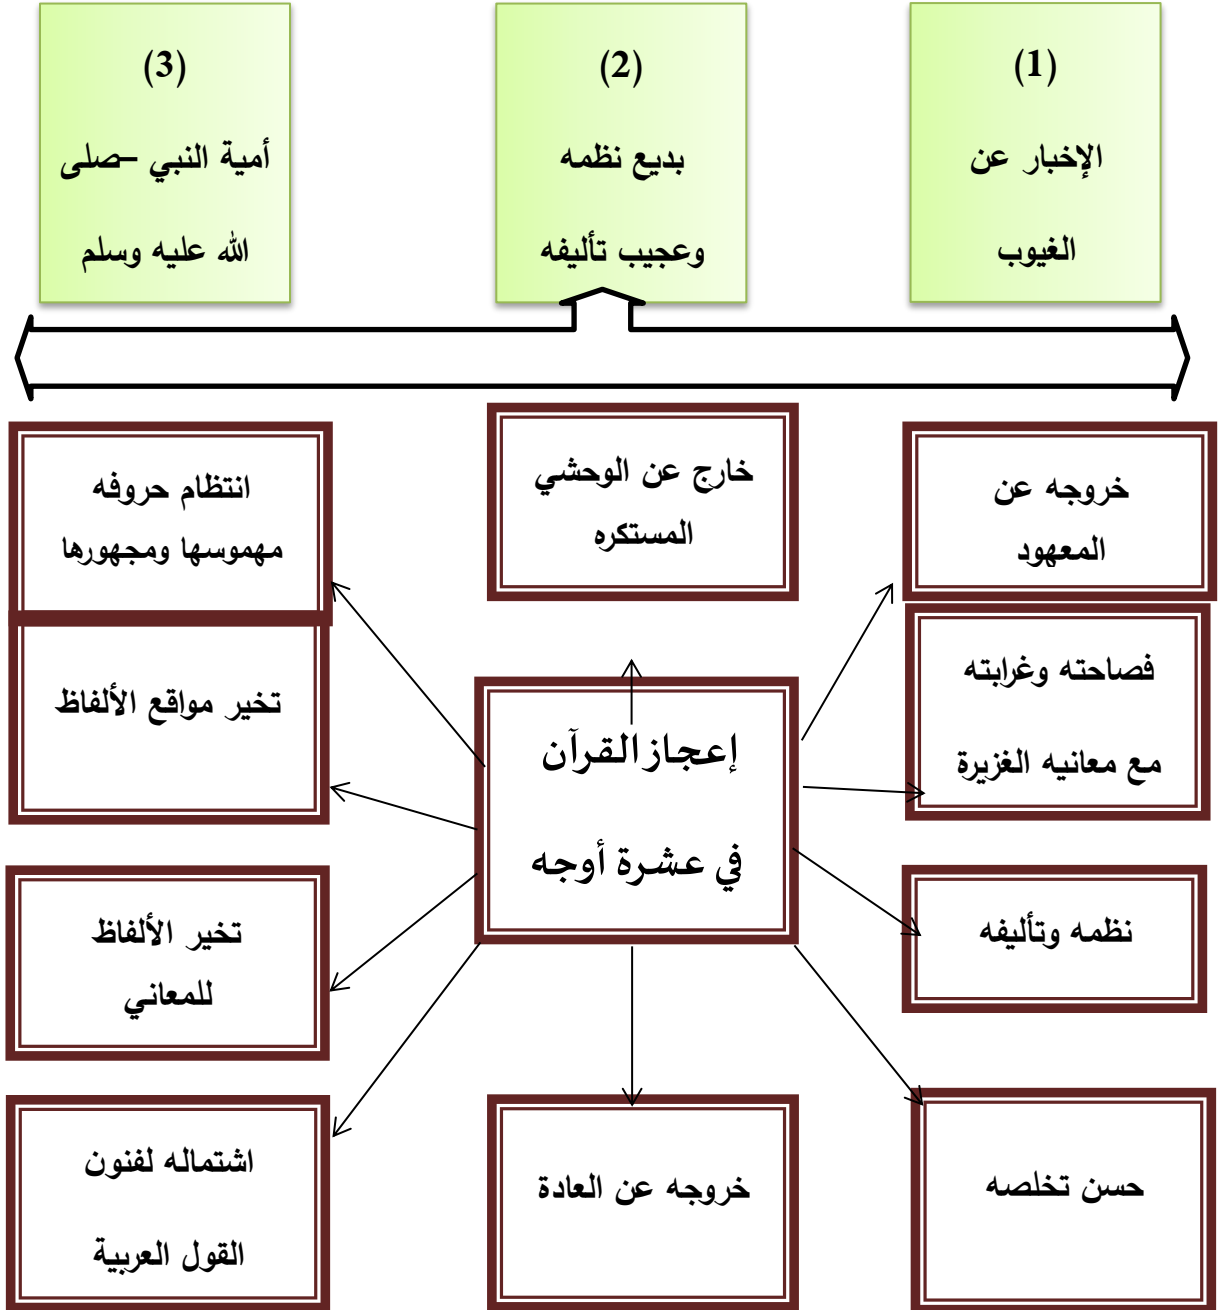 (1)
الإخبار عن
الغيوب
(2)
بديع نظمه
وعجيب تأليفه
(3)
أمية النبي –صلى
الله عليه وسلم
خروجه عن
المعهود
خارج عن الوحشي
المستكره
انتظام حروفه
مهموسها ومجهورها
فصاحته وغرابته
مع معانيه الغزيرة
إعجاز القرآن
في عشرة أوجه
تخير مواقع الألفاظ
نظمه وتأليفه
تخير الألفاظ
للمعاني
حسن تخلصه
خروجه عن العادة
اشتماله لفنون
القول العربية